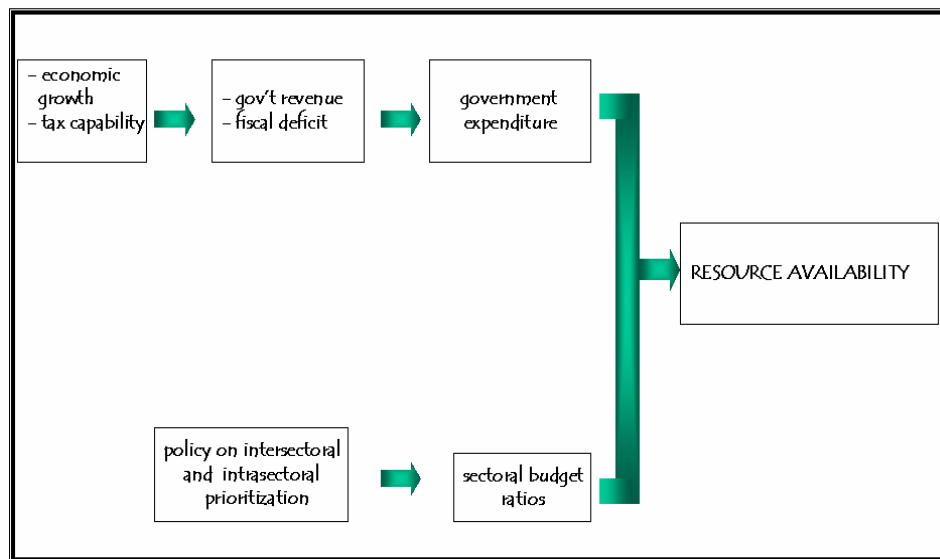 – economic
growth
– tax capability
– gov't revenue
– fiscal deficit
government
expenditure
RESOURCE AVAILABILITY
policy on intersectoral
and intrasectoral
prioritization
sectoral budget
ratios